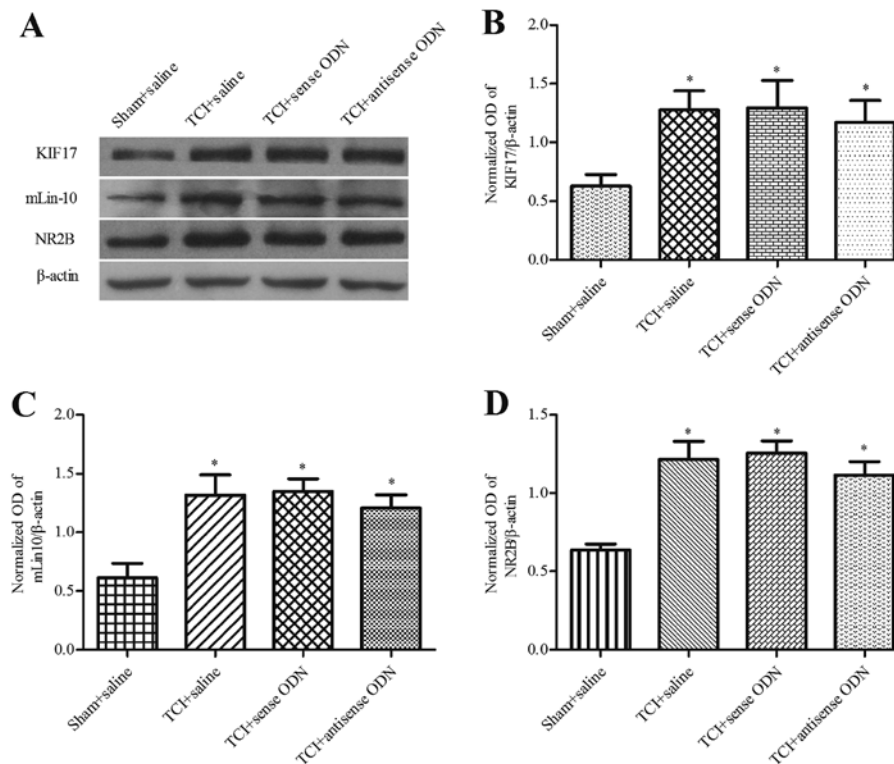 A
Sham+saline
TCI+saline
TCI+sense ODN
TCI+antisense ODN
KIF17
mLin-10
NR2B
β-actin
B
Normalized OD of
KIF17/β-actin
2.0
1.5
1.0
0.5
0.0
*
*
*
Sham+saline
TCI+saline
TCI+sense ODN
TCI+antisense ODN
C
Normalized OD of
mLin10/β-actin
2.0
1.5
1.0
0.5
0.0
*
*
*
Sham+saline
TCI+saline
TCI+sense ODN
TCI+antisense ODN
D
Normalized OD of
NR2B/β-actin
1.5
1.0
0.5
0.0
*
*
*
Sham+saline
TCI+saline
TCI+sense ODN
TCI+antisense ODN